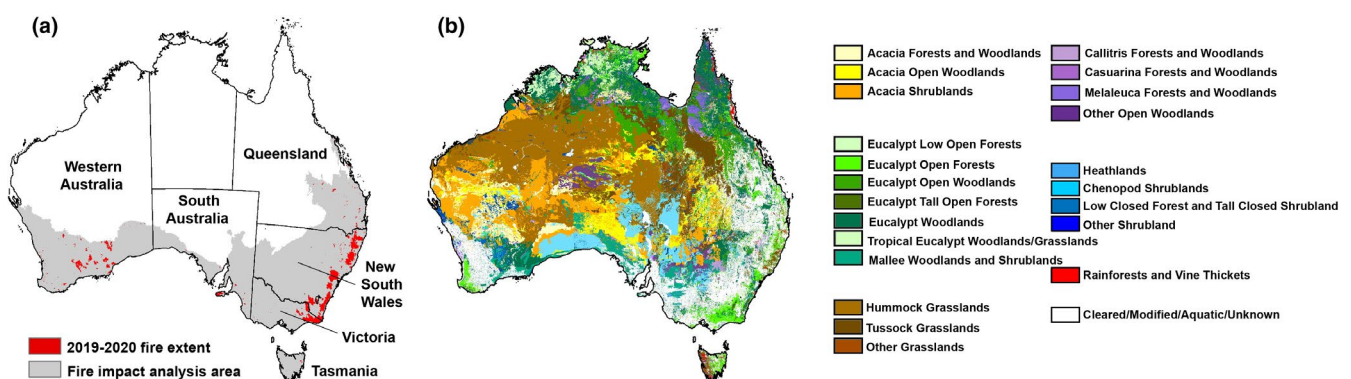 (a)
Western
Australia
South
Australia
Queensland
New
South
Wales
Victoria
Tasmania
2019-2020 fire extent
Fire impact analysis area
(b)
Acacia Forests and Woodlands
Acacia Open Woodlands
Acacia Shrublands
Eucalypt Low Open Forests
Eucalypt Open Forests
Eucalypt Open Woodlands
Eucalypt Tall Open Forests
Eucalypt Woodlands
Tropical Eucalypt Woodlands/Grasslands
Mallee Woodlands and Shrublands
Hummock Grasslands
Tussock Grasslands
Other Grasslands
Callitris Forests and Woodlands
Casuarina Forests and Woodlands
Melaleuca Forests and Woodlands
Other Open Woodlands
Heathlands
Chenopod Shrublands
Low Closed Forest and Tall Closed Shrubland
Other Shrubland
Rainforests and Vine Thickets
Cleared/Modified/Aquatic/Unknown